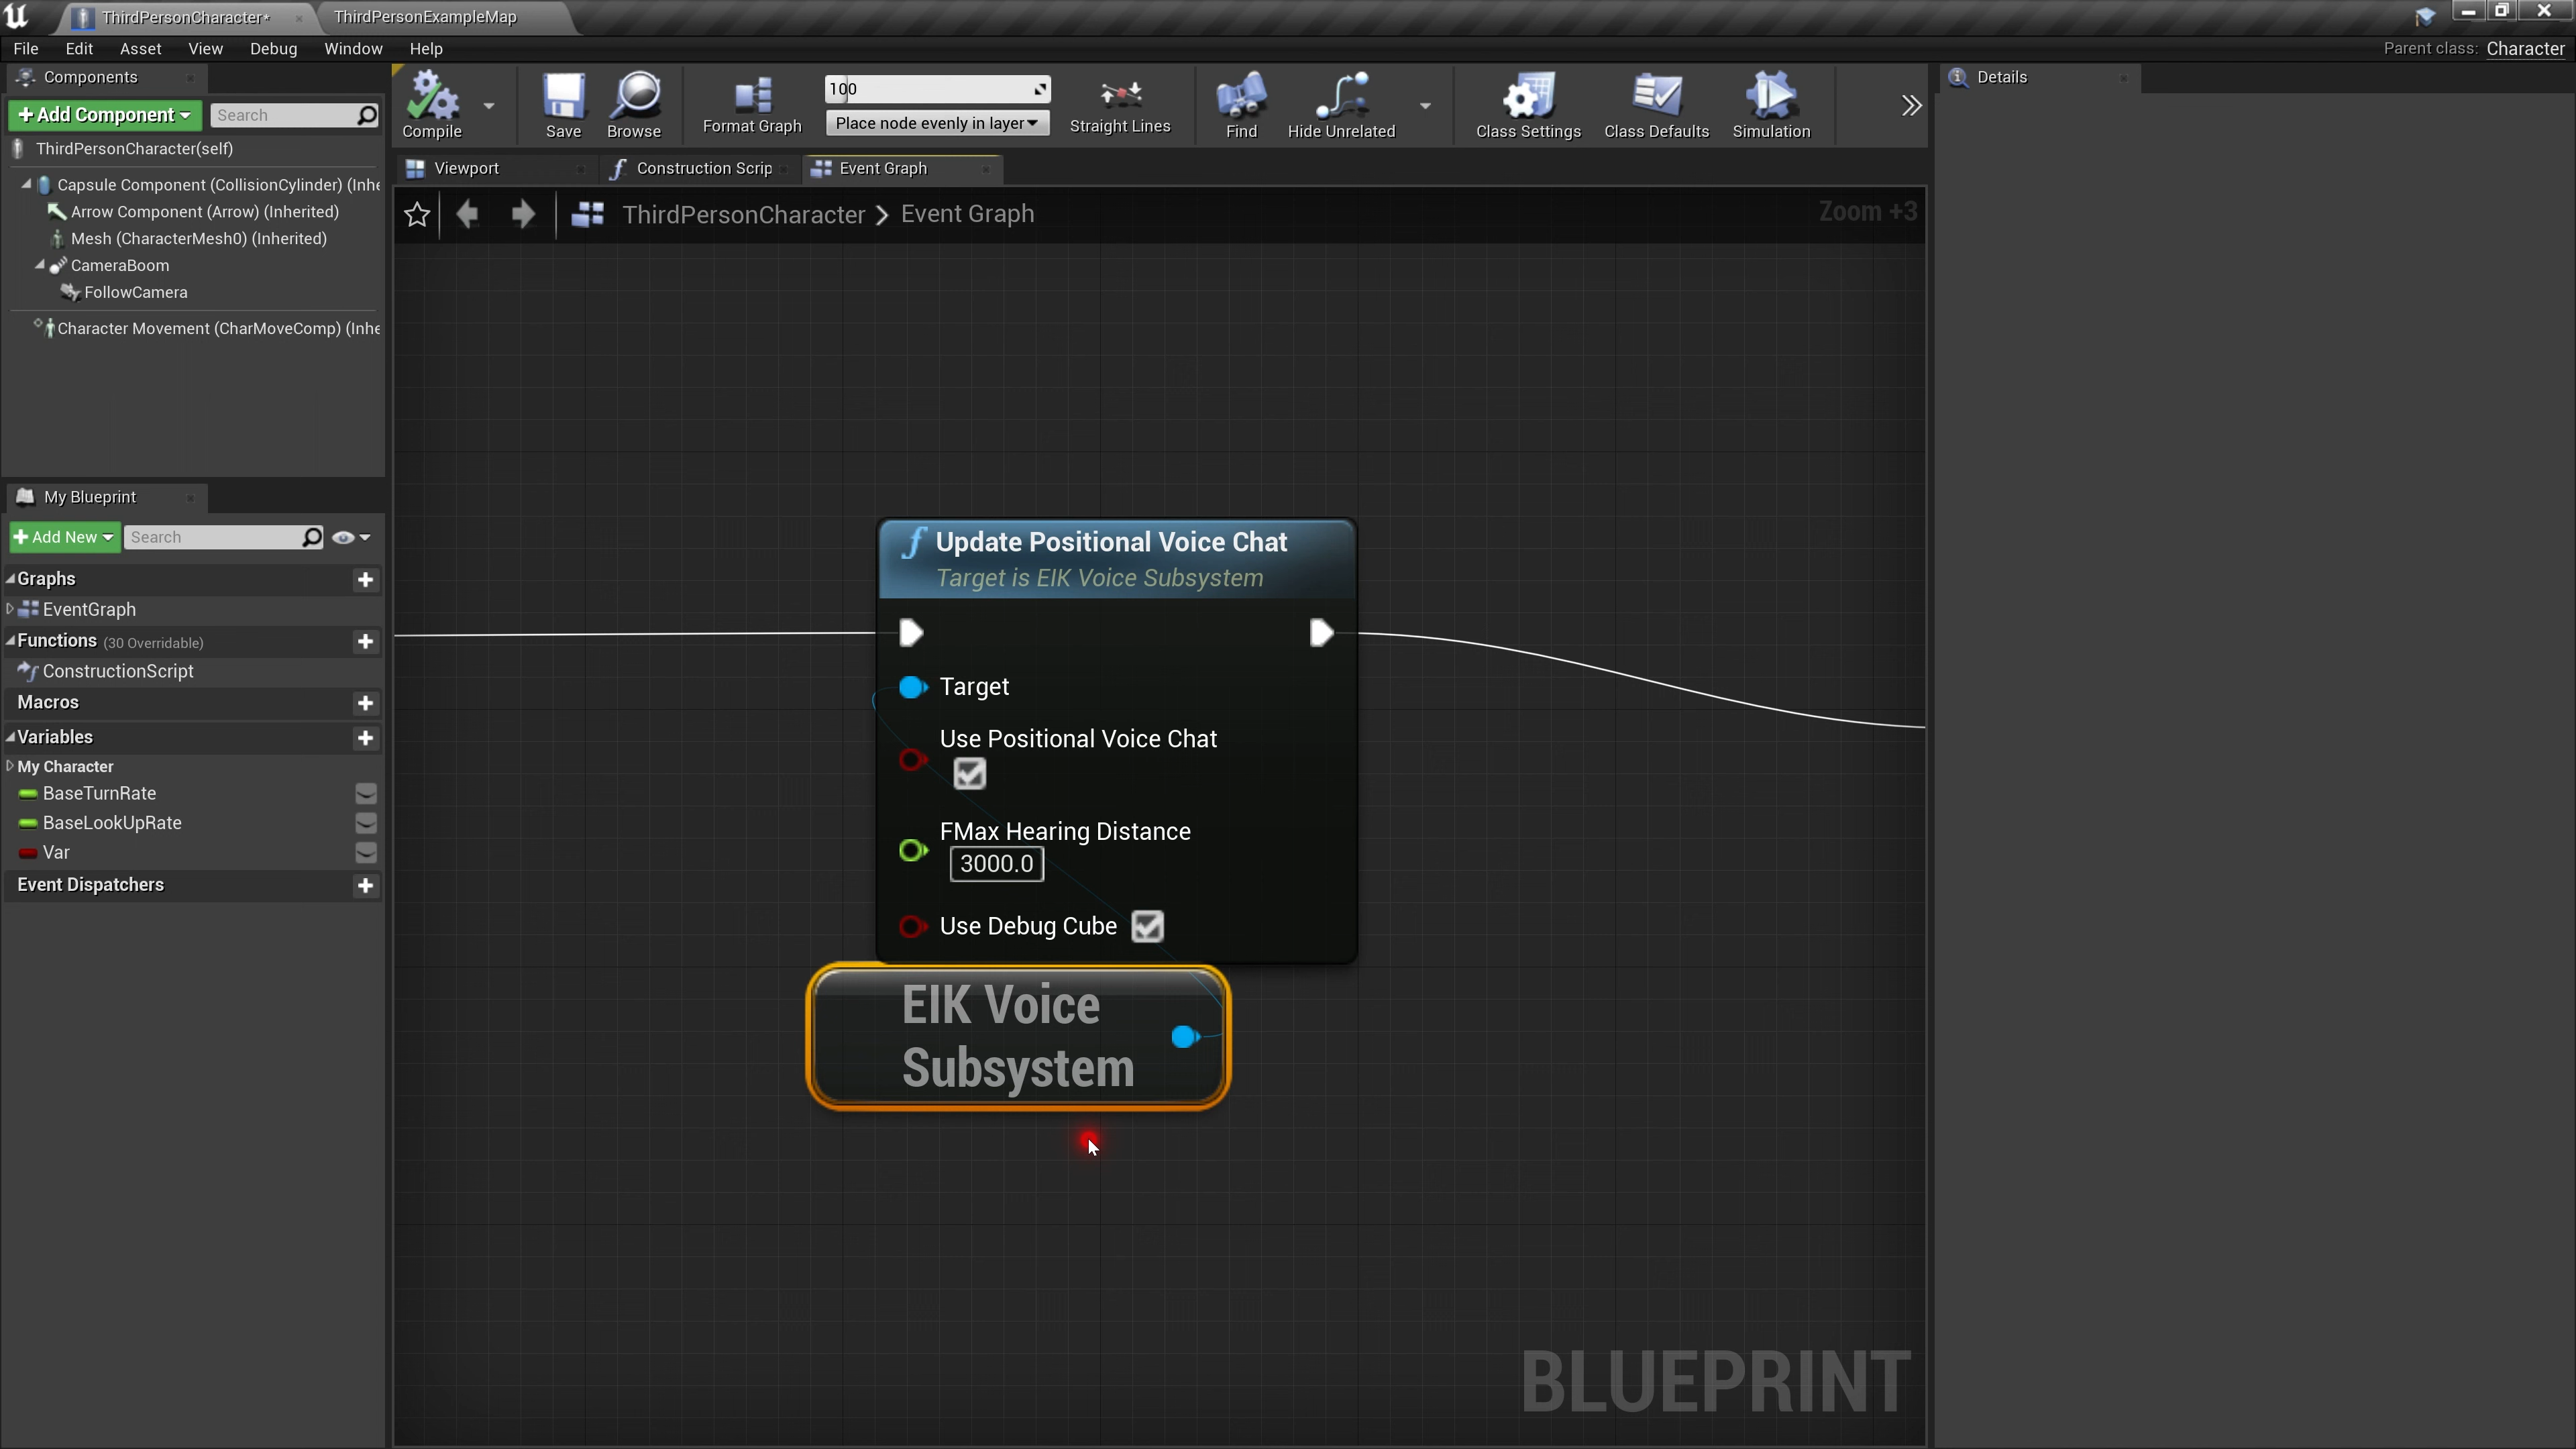 ThirdPersonCharacter*
ThirdPersonExampleMap
File Edit Asset View Debug Window Help
Parent class: Character
Components
+Add Component
Search
ThirdPersonCharacter(self)
Capsule Component (CollisionCylinder) (Inhe
Arrow Component (Arrow) (Inherited)
Mesh (CharacterMesh0) (Inherited)
CameraBoom
FollowCamera
Character Movement (CharMoveComp) (Inhe
My Blueprint
+Add New
Search
Graphs
EventGraph
Functions (30 Overridable)
ConstructionScript
Macros
Variables
My Character
BaseTurnRate
BaseLookUpRate
Var
Event Dispatchers
Compile
Save
Browse
Format Graph
100
Place node evenly in layer
Straight Lines
Find
Hide Unrelated
Class Settings
Class Defaults
Simulation
Viewport
Construction Scrip
Event Graph
ThirdPersonCharacter > Event Graph
Zoom +3
Update Positional Voice Chat
Target is EIK Voice Subsystem
Target
Use Positional Voice Chat
FMax Hearing Distance
3000.0
Use Debug Cube
EIK Voice
Subsystem
BLUEPRINT
Details